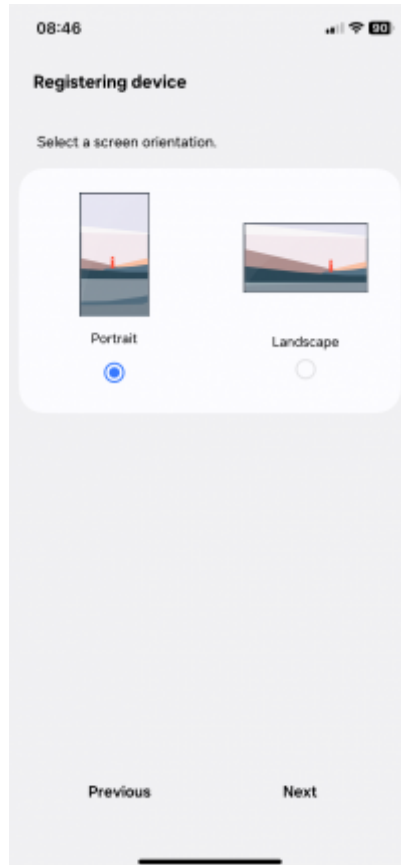 08:46
90
Registering device
Select a screen orientation.
Portrait
Landscape
Previous
Next